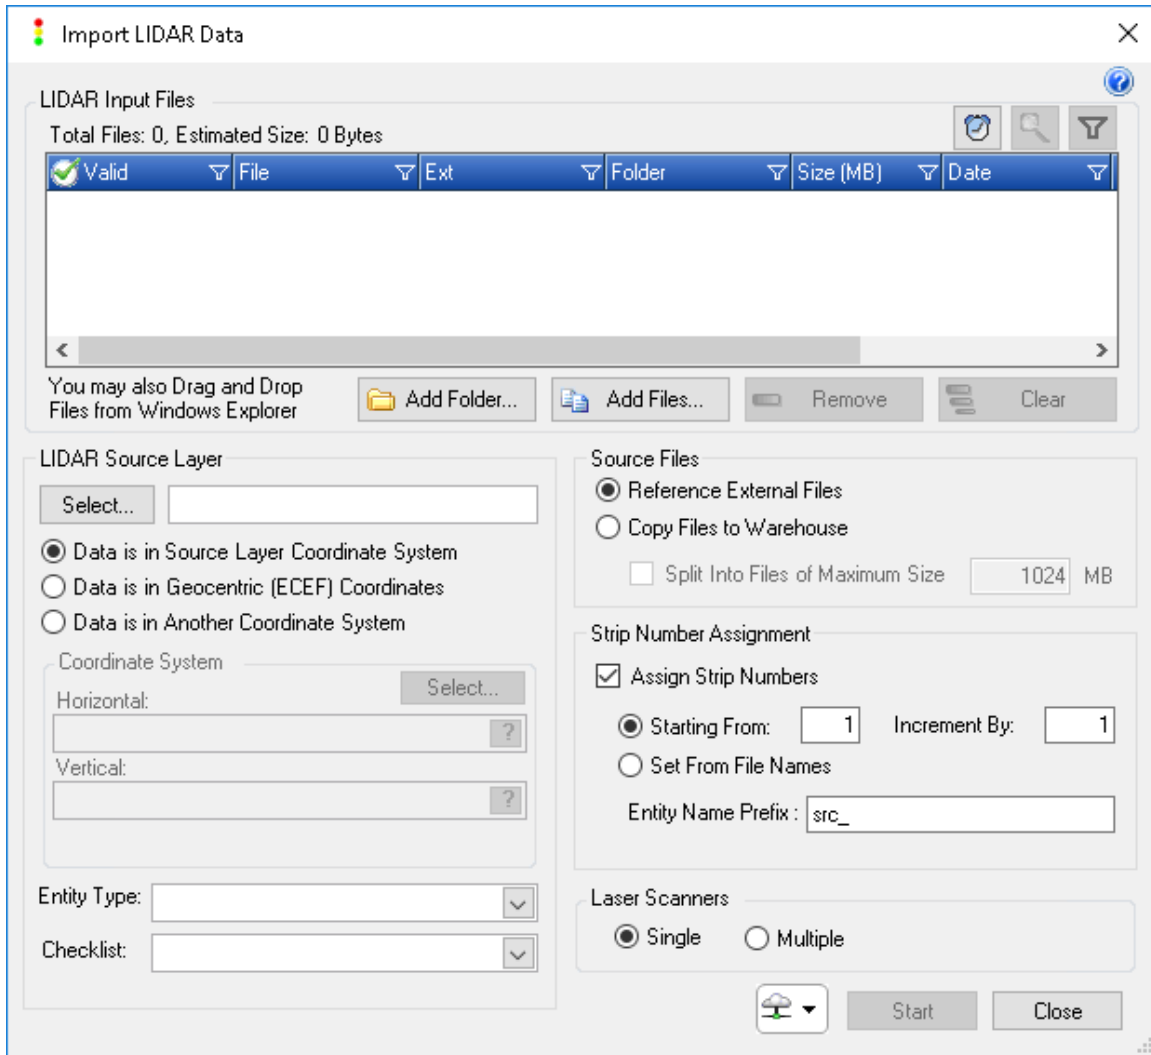 Import LIDAR Data
LIDAR Input Files
Total Files: 0, Estimated Size: 0 Bytes
Valid File Ext Folder Size (MB) Date
You may also Drag and Drop
Files from Windows Explorer
Add Folder... Add Files... Remove Clear
LIDAR Source Layer
Select...
Data is in Source Layer Coordinate System
Data is in Geocentric (ECEF) Coordinates
Data is in Another Coordinate System
Coordinate System
Select...
Horizontal:
?
Vertical:
?
Entity Type:
Checklist:
Source Files
Reference External Files
Copy Files to Warehouse
Split Into Files of Maximum Size 1024 MB
Strip Number Assignment
Assign Strip Numbers
Starting From: 1 Increment By: 1
Set From File Names
Entity Name Prefix : src_
Laser Scanners
Single Multiple
Start Close